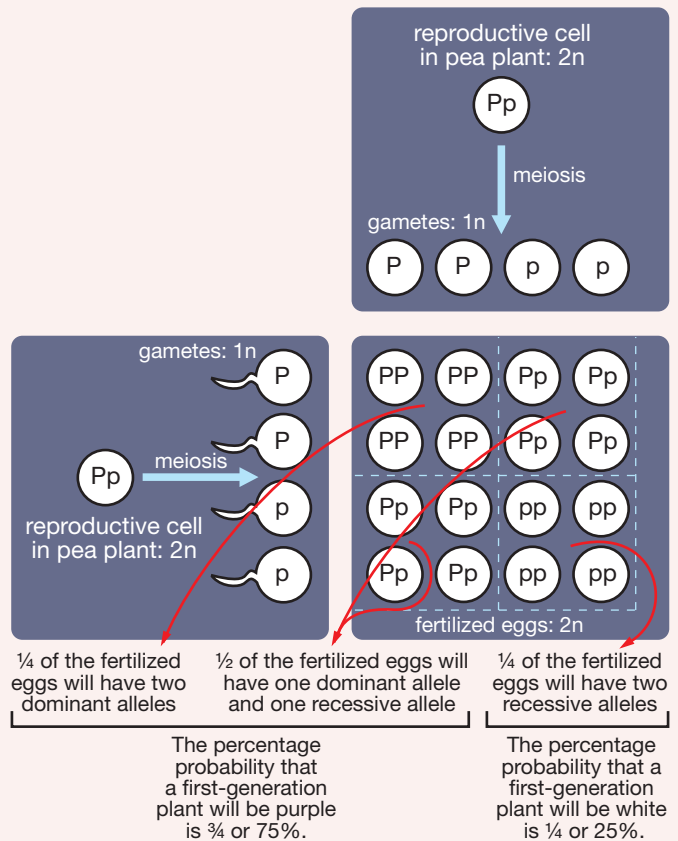 reproductive cell
in pea plant: 2n
Pp
meiosis
gametes: 1n
P P p p
gametes: 1n
P
P
Pp
meiosis
p
reproductive cell
in pea plant: 2n
p
PP PP Pp Pp
PP PP Pp Pp
Pp Pp pp pp
Pp Pp pp pp
fertilized eggs: 2n
¼ of the fertilized
eggs will have two
dominant alleles
½ of the fertilized eggs will
have one dominant allele
and one recessive allele
¼ of the fertilized
eggs will have two
recessive alleles
The percentage
probability that
a first-generation
plant will be purple
is ¾ or 75%.
The percentage
probability that a
first-generation
plant will be white
is ¼ or 25%.